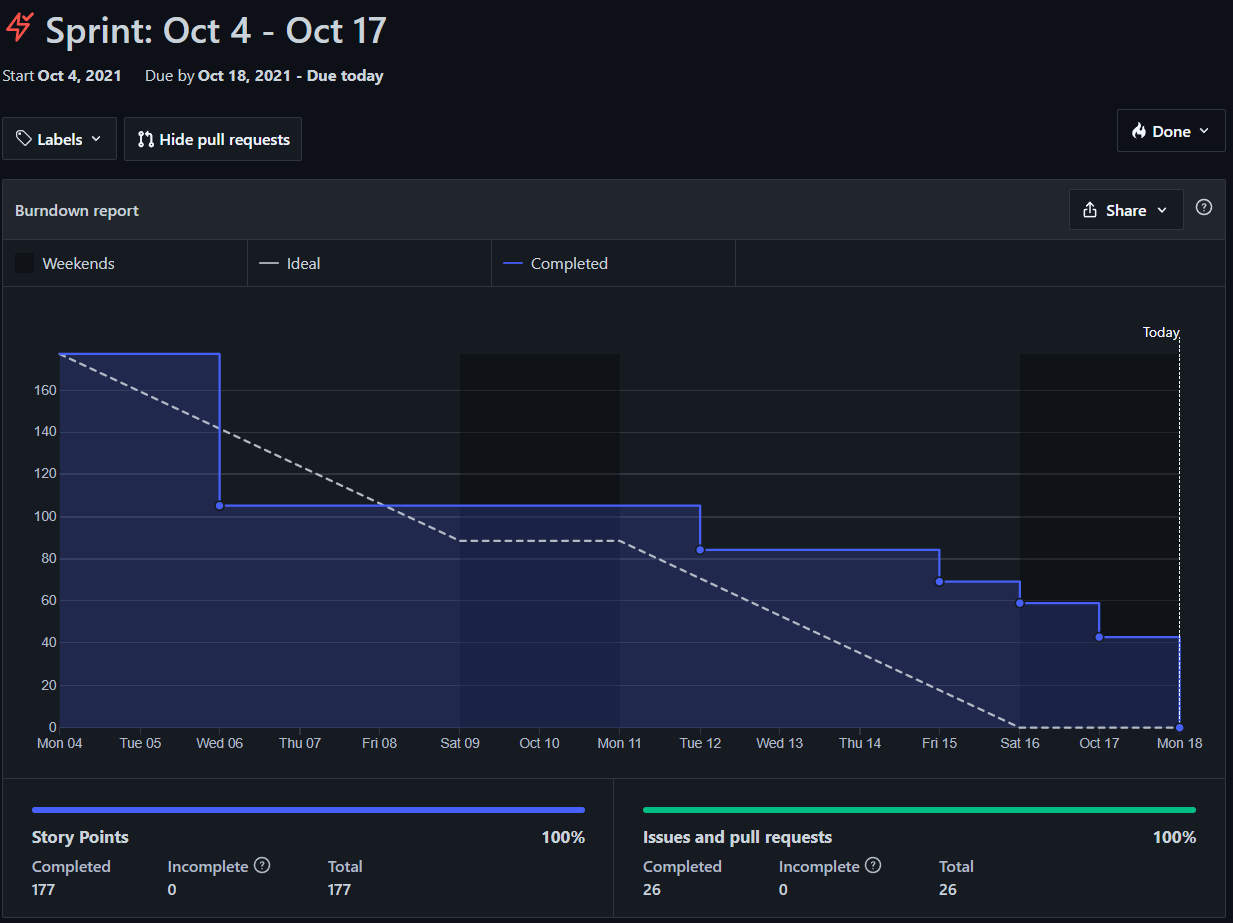 Sprint: Oct 4 - Oct 17
Start Oct 4, 2021 Due by Oct 18, 2021 - Due today
Labels Hide pull requests Done
Burndown report Share
Weekends Ideal Completed
Today
160
140
120
100
80
60
40
20
0
Mon 04 Tue 05 Wed 06 Thu 07 Fri 08 Sat 09 Oct 10 Mon 11 Tue 12 Wed 13 Thu 14 Fri 15 Sat 16 Oct 17 Mon 18
Story Points 100% Issues and pull requests 100%
Completed Incomplete ? Total Completed Incomplete ? Total
177 0 177 26 0 26